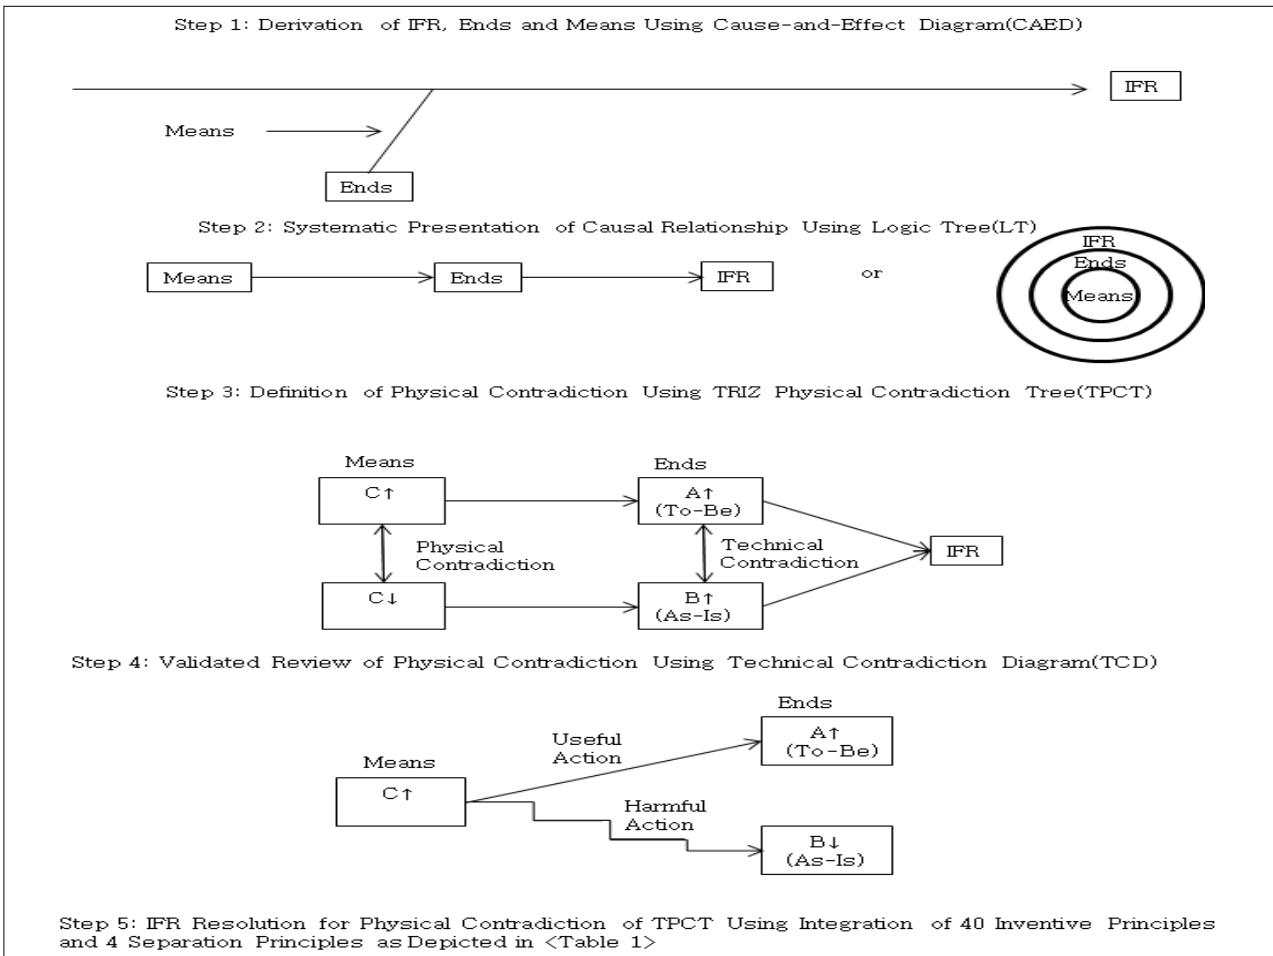 Step 1: Derivation of IFR, Ends and Means Using Cause-and-Effect Diagram(CAED)
IFR
Means
Ends
Step 2: Systematic Presentation of Causal Relationship Using Logic Tree(LT)
Means
Ends
IFR
or
IFR
Ends
Means
Step 3: Definition of Physical Contradiction Using TRIZ Physical Contradiction Tree(TPCT)
Means
Ends
C↑
A↑
(To-Be)
Physical
Contradiction
Technical
Contradiction
IFR
C↓
B↑
(As-Is)
Step 4: Validated Review of Physical Contradiction Using Technical Contradiction Diagram(TCD)
Ends
A↑
(To-Be)
Useful
Action
Means
C↑
Harmful
Action
B↓
(As-Is)
Step 5: IFR Resolution for Physical Contradiction of TPCT Using Integration of 40 Inventive Principles
and 4 Separation Principles as Depicted in <Table 1>